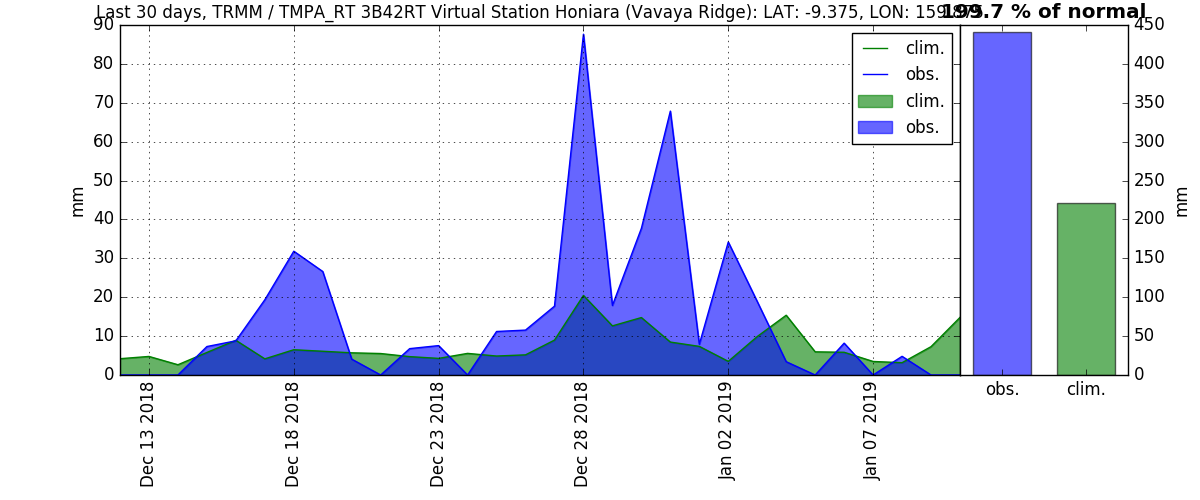 Last 30 days, TRMM / TMPA_RT 3B42RT Virtual Station Honiara (Vavaya Ridge): LAT: -9.375, LON: 159.875
199.7 % of normal
90
80
70
60
50
40
30
20
10
0
mm
clim.
obs.
clim.
obs.
450
400
350
300
250
200
150
100
50
0
mm
Dec 13 2018
Dec 18 2018
Dec 23 2018
Dec 28 2018
Jan 02 2019
Jan 07 2019
obs.
clim.